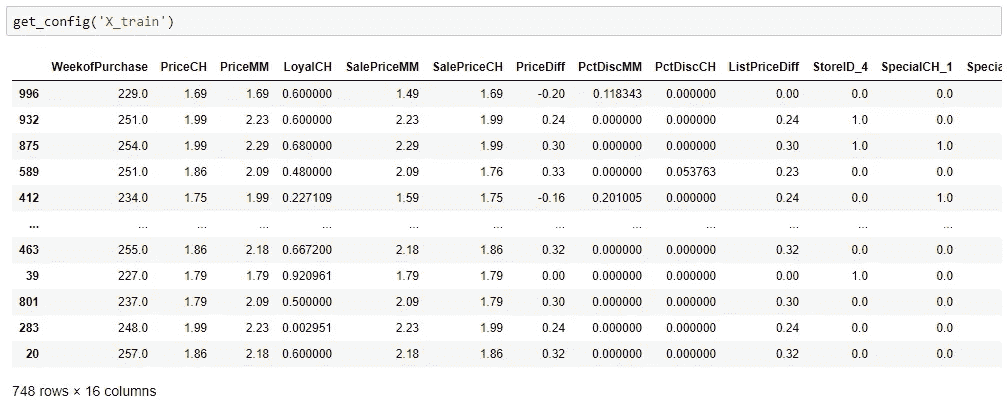 get_config('X_train')
WeekofPurchase PriceCH PriceMM LoyalCH SalePriceMM SalePriceCH PriceDiff PctDiscMM PctDiscCH ListPriceDiff StoreID_4 SpecialCH_1 Specia
996 229.0 1.69 1.69 0.600000 1.49 1.69 -0.20 0.118343 0.000000 0.00 0.0 0.0
932 251.0 1.99 2.23 0.600000 2.23 1.99 0.24 0.000000 0.000000 0.24 1.0 0.0
875 254.0 1.99 2.29 0.680000 2.29 1.99 0.30 0.000000 0.000000 0.30 1.0 1.0
589 251.0 1.86 2.09 0.480000 2.09 1.76 0.33 0.000000 0.053763 0.23 0.0 0.0
412 234.0 1.75 1.99 0.227109 1.59 1.75 -0.16 0.201005 0.000000 0.24 0.0 1.0
... ... ... ... ... ... ... ... ... ... ... ... ...
463 255.0 1.86 2.18 0.667200 2.18 1.86 0.32 0.000000 0.000000 0.32 0.0 0.0
39 227.0 1.79 1.79 0.920961 1.79 1.79 0.00 0.000000 0.000000 0.00 1.0 0.0
801 237.0 1.79 2.09 0.500000 2.09 1.79 0.30 0.000000 0.000000 0.30 0.0 0.0
283 248.0 1.99 2.23 0.002951 2.23 1.99 0.24 0.000000 0.000000 0.24 0.0 0.0
20 257.0 1.86 2.18 0.600000 2.18 1.86 0.32 0.000000 0.000000 0.32 0.0 0.0
748 rows × 16 columns